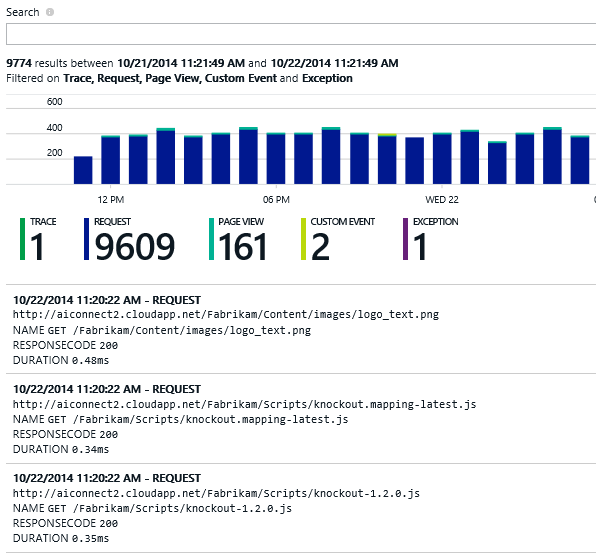 Search
9774 results between 10/21/2014 11:21:49 AM and 10/22/2014 11:21:49 AM
Filtered on Trace, Request, Page View, Custom Event and Exception
600
400
200
12 PM 06 PM WED 22
TRACE REQUEST PAGE VIEW CUSTOM EVENT EXCEPTION
1 9609 161 2 1
10/22/2014 11:20:22 AM - REQUEST
http://aiconnect2.cloudapp.net/Fabrikam/Content/images/logo_text.png
NAME GET /Fabrikam/Content/images/logo_text.png
RESPONSECODE 200
DURATION 0.48ms
10/22/2014 11:20:22 AM - REQUEST
http://aiconnect2.cloudapp.net/Fabrikam/Scripts/knockout.mapping-latest.js
NAME GET /Fabrikam/Scripts/knockout.mapping-latest.js
RESPONSECODE 200
DURATION 0.34ms
10/22/2014 11:20:22 AM - REQUEST
http://aiconnect2.cloudapp.net/Fabrikam/Scripts/knockout-1.2.0.js
NAME GET /Fabrikam/Scripts/knockout-1.2.0.js
RESPONSECODE 200
DURATION 0.35ms